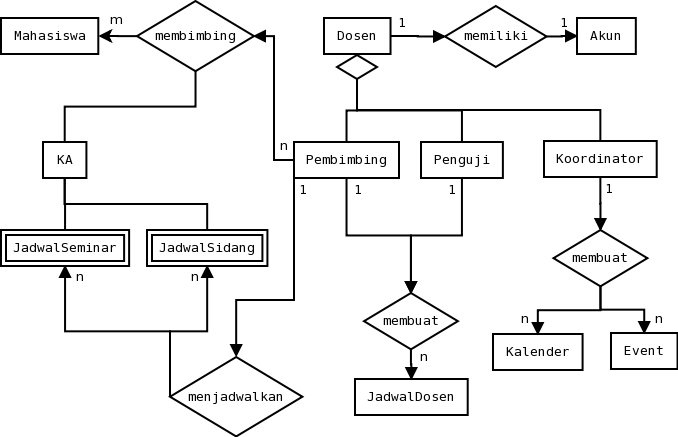 m
1
1
Mahasiswa
membimbing
Dosen
memiliki
Akun
n
KA
Pembimbing
Penguji
Koordinator
1
1
1
1
JadwalSeminar
JadwalSidang
membuat
n
n
n
n
membuat
Kalender
Event
n
menjadwalkan
JadwalDosen